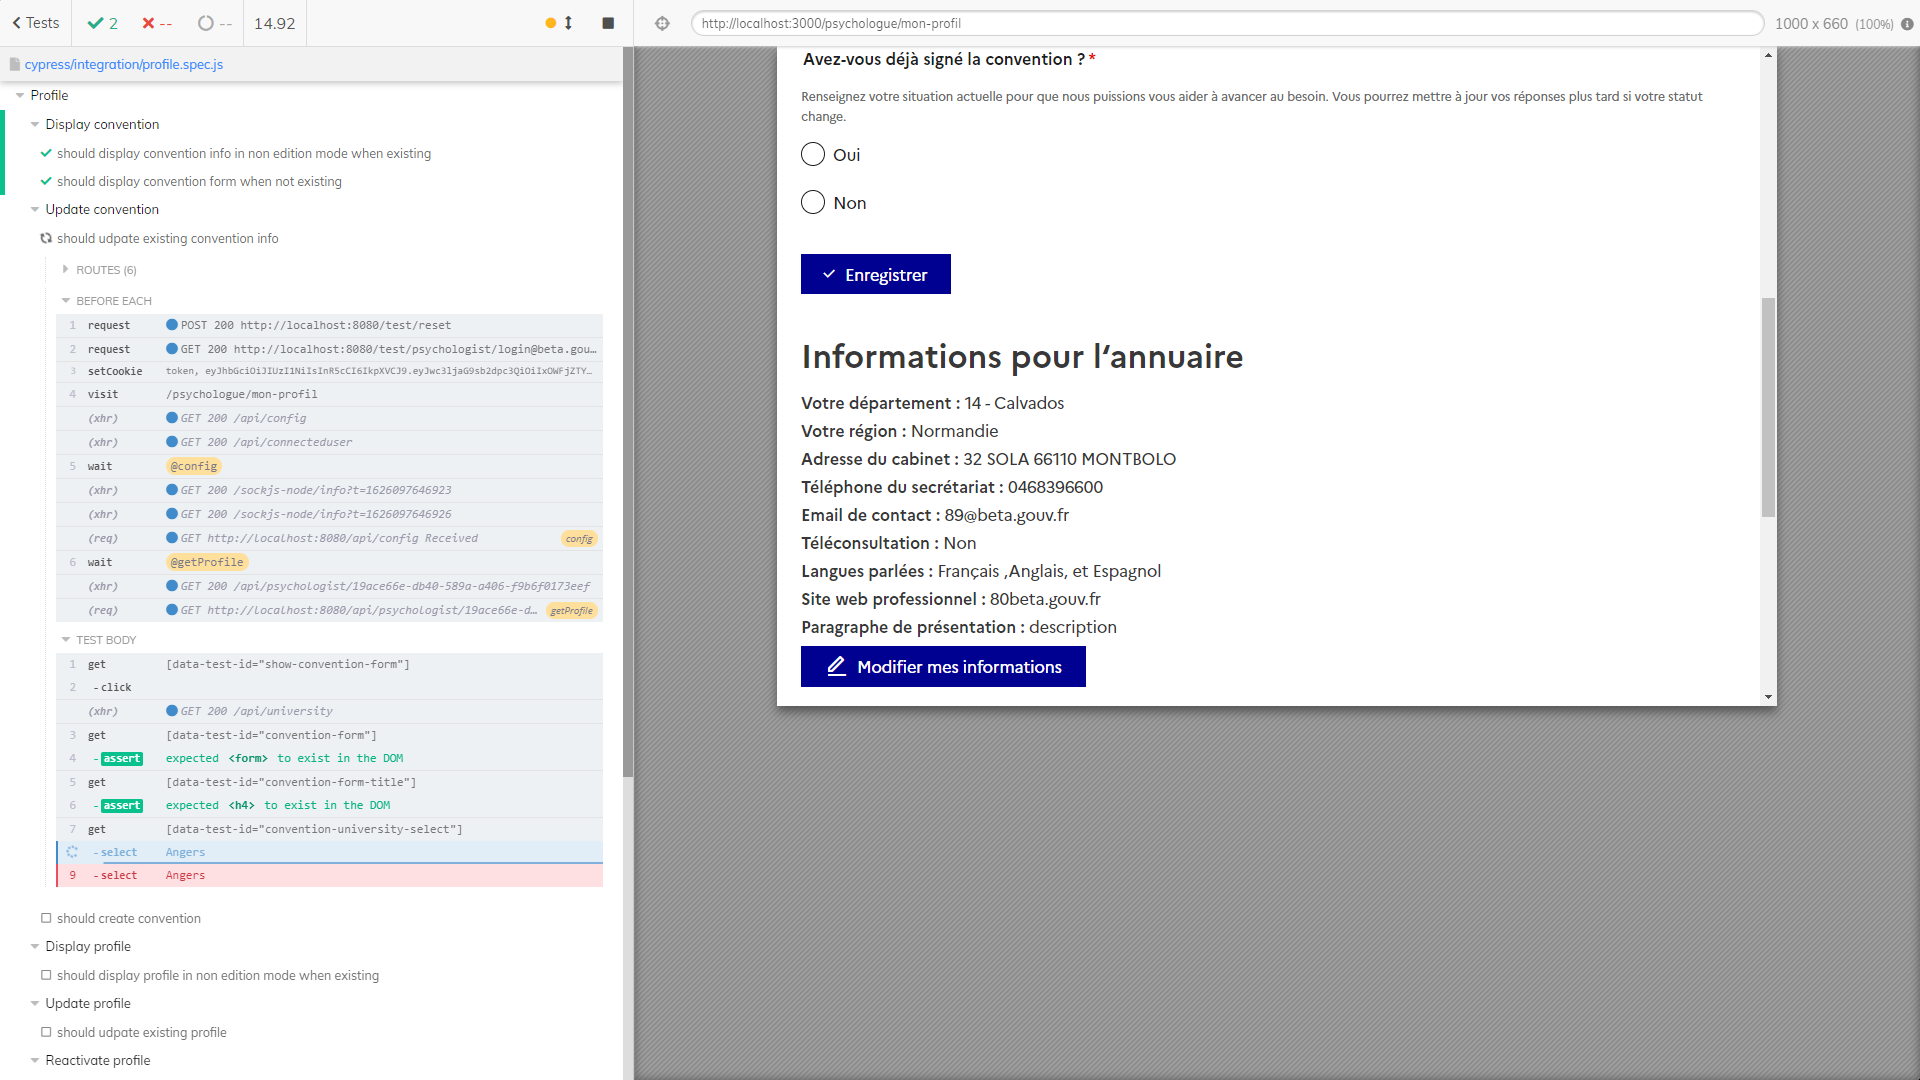 Tests
2
--
--
14.92
http://localhost:3000/psychologue/mon-profil
1000 x 660 (100%)
cypress/integration/profile.spec.js
Profile
Display convention
should display convention info in non edition mode when existing
should display convention form when not existing
Update convention
should udpate existing convention info
ROUTES (6)
BEFORE EACH
1 request POST 200 http://localhost:8080/test/reset
2 request GET 200 http://localhost:8080/test/psychologist/login@beta.gou…
3 setCookie
4 visit /psychologue/mon-profil
(xhr) GET 200 /api/config
(xhr) GET 200 /api/connecteduser
5 wait @config
(xhr) GET 200 /sockjs-node/info?t=1626097646923
(xhr) GET 200 /sockjs-node/info?t=1626097646926
(req) GET http://localhost:8080/api/config Received config
6 wait @getProfile
(xhr) GET 200 /api/psychologist/19ace66e-db40-589a-a406-f9b6f0173eef
(req) GET http://localhost:8080/api/psychologist/19ace66e-d… getProfile
TEST BODY
1 get [data-test-id="show-convention-form"]
2 -click
(xhr) GET 200 /api/university
3 get [data-test-id="convention-form"]
4 -assert expected <form> to exist in the DOM
5 get [data-test-id="convention-form-title"]
6 -assert expected <h4> to exist in the DOM
7 get [data-test-id="convention-university-select"]
-select Angers
9 -select Angers
should create convention
Display profile
should display profile in non edition mode when existing
Update profile
should udpate existing profile
Reactivate profile
Avez-vous déjà signé la convention ? *
Renseignez votre situation actuelle pour que nous puissions vous aider à avancer au besoin. Vous pourrez mettre à jour vos réponses plus tard si votre statut
change.
Oui
Non
Enregistrer
Informations pour l‘annuaire
Votre département : 14 - Calvados
Votre région : Normandie
Adresse du cabinet : 32 SOLA 66110 MONTBOLO
Téléphone du secrétariat : 0468396600
Email de contact : 89@beta.gouv.fr
Téléconsultation : Non
Langues parlées : Français ,Anglais, et Espagnol
Site web professionnel : 80beta.gouv.fr
Paragraphe de présentation : description
Modifier mes informations